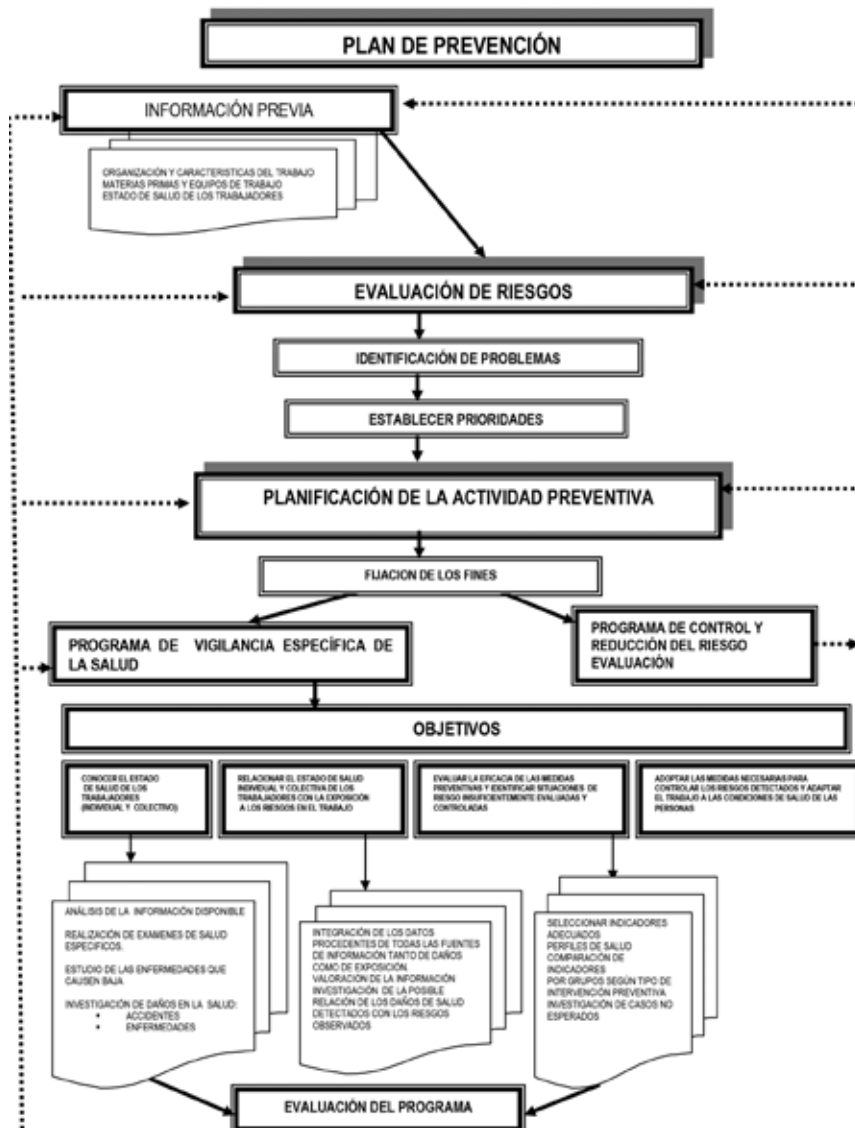 PLAN DE PREVENCIÓN
INFORMACIÓN PREVIA
ORGANIZACIÓN Y CARACTERISTICAS DEL TRABAJO
MATERIAS PRIMAS Y EQUIPOS DE TRABAJO
ESTADO DE SALUD DE LOS TRABAJADORES
EVALUACIÓN DE RIESGOS
IDENTIFICACIÓN DE PROBLEMAS
ESTABLECER PRIORIDADES
PLANIFICACIÓN DE LA ACTIVIDAD PREVENTIVA
FIJACION DE LOS FINES
PROGRAMA DE VIGILANCIA ESPECÍFICA DE
LA SALUD
PROGRAMA DE CONTROL Y
REDUCCIÓN DEL RIESGO
EVALUACIÓN
OBJETIVOS
CONOCER EL ESTADO
DE SALUD DE LOS
TRABAJADORES
(INDIVIDUAL Y COLECTIVO)
RELACIONAR EL ESTADO DE SALUD
INDIVIDUAL Y COLECTIVA DE LOS
TRABAJADORES CON LA EXPOSICIÓN
A LOS RIESGOS EN EL TRABAJO
EVALUAR LA EFICACIA DE LAS MEDIDAS
PREVENTIVAS Y IDENTIFICAR SITUACIONES DE
RIESGO INSUFICIENTEMENTE EVALUADAS Y
CONTROLADAS
ADOPTAR LAS MEDIDAS NECESARIAS PARA
CONTROLAR LOS RIESGOS DETECTADOS Y ADAPTAR
EL TRABAJO A LAS CONDICIONES DE SALUD DE LAS
PERSONAS
ANÁLISIS DE LA INFORMACIÓN DISPONIBLE
REALIZACIÓN DE EXAMENES DE SALUD
ESPECIFICOS.
ESTUDIO DE LAS ENFERMEDADES QUE
CAUSEN BAJA
INVESTIGACIÓN DE DAÑOS EN LA SALUD:
• ACCIDENTES
• ENFERMEDADES
INTEGRACIÓN DE LOS DATOS
PROCEDENTES DE TODAS LAS FUENTES
DE INFORMACIÓN TANTO DE DAÑOS
COMO DE EXPOSICIÓN.
VALORACIÓN DE LA INFORMACIÓN
INVESTIGACIÓN DE LA POSIBLE
RELACIÓN DE LOS DAÑOS DE SALUD
DETECTADOS CON LOS RIESGOS
OBSERVADOS
SELECCIONAR INDICADORES
ADECUADOS
PERFILES DE SALUD
COMPARACIÓN DE
INDICADORES
POR GRUPOS SEGÚN TIPO DE
INTERVENCIÓN PREVENTIVA
INVESTIGACIÓN DE CASOS NO
ESPERADOS
EVALUACIÓN DEL PROGRAMA